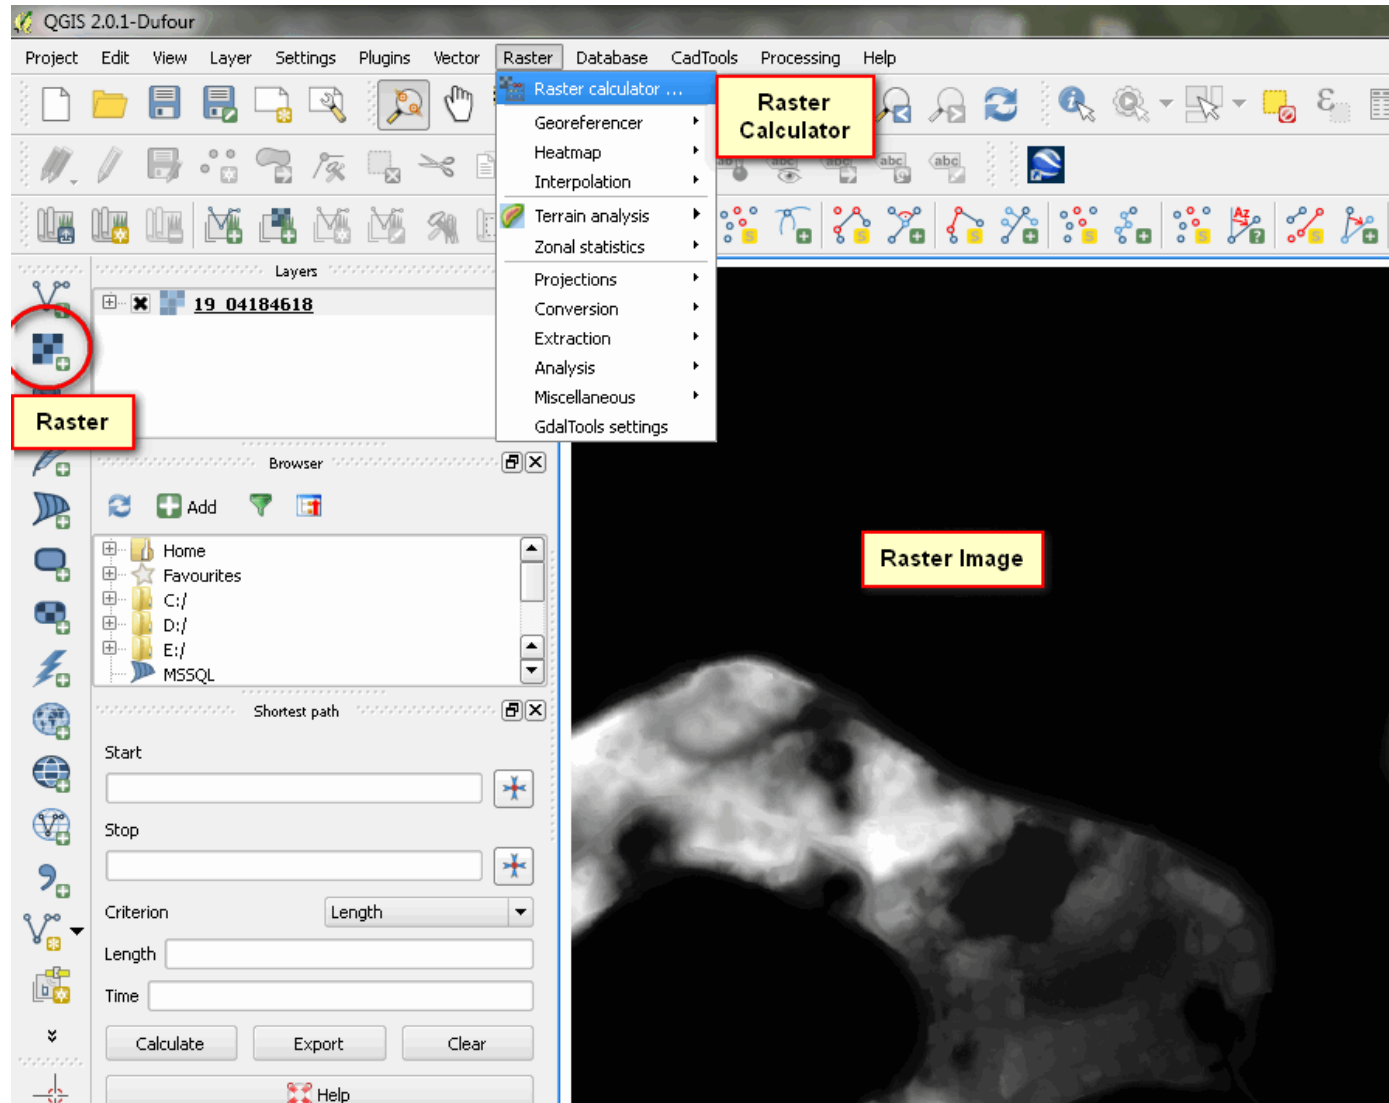 QGIS 2.0.1-Dufour
Project Edit View Layer Settings Plugins Vector Raster Database CadTools Processing Help
Raster calculator ...
Georeferencer
Heatmap
Interpolation
Terrain analysis
Zonal statistics
Projections
Conversion
Extraction
Analysis
Miscellaneous
GdalTools settings
Raster
Calculator
abc abc abc
Layers
19_04184618
Raster
Browser
Add
Home
Favourites
C:/
D:/
E:/
MSSQL
Shortest path
Start
Stop
Criterion Length
Length
Time
Calculate Export Clear
Help
Raster Image